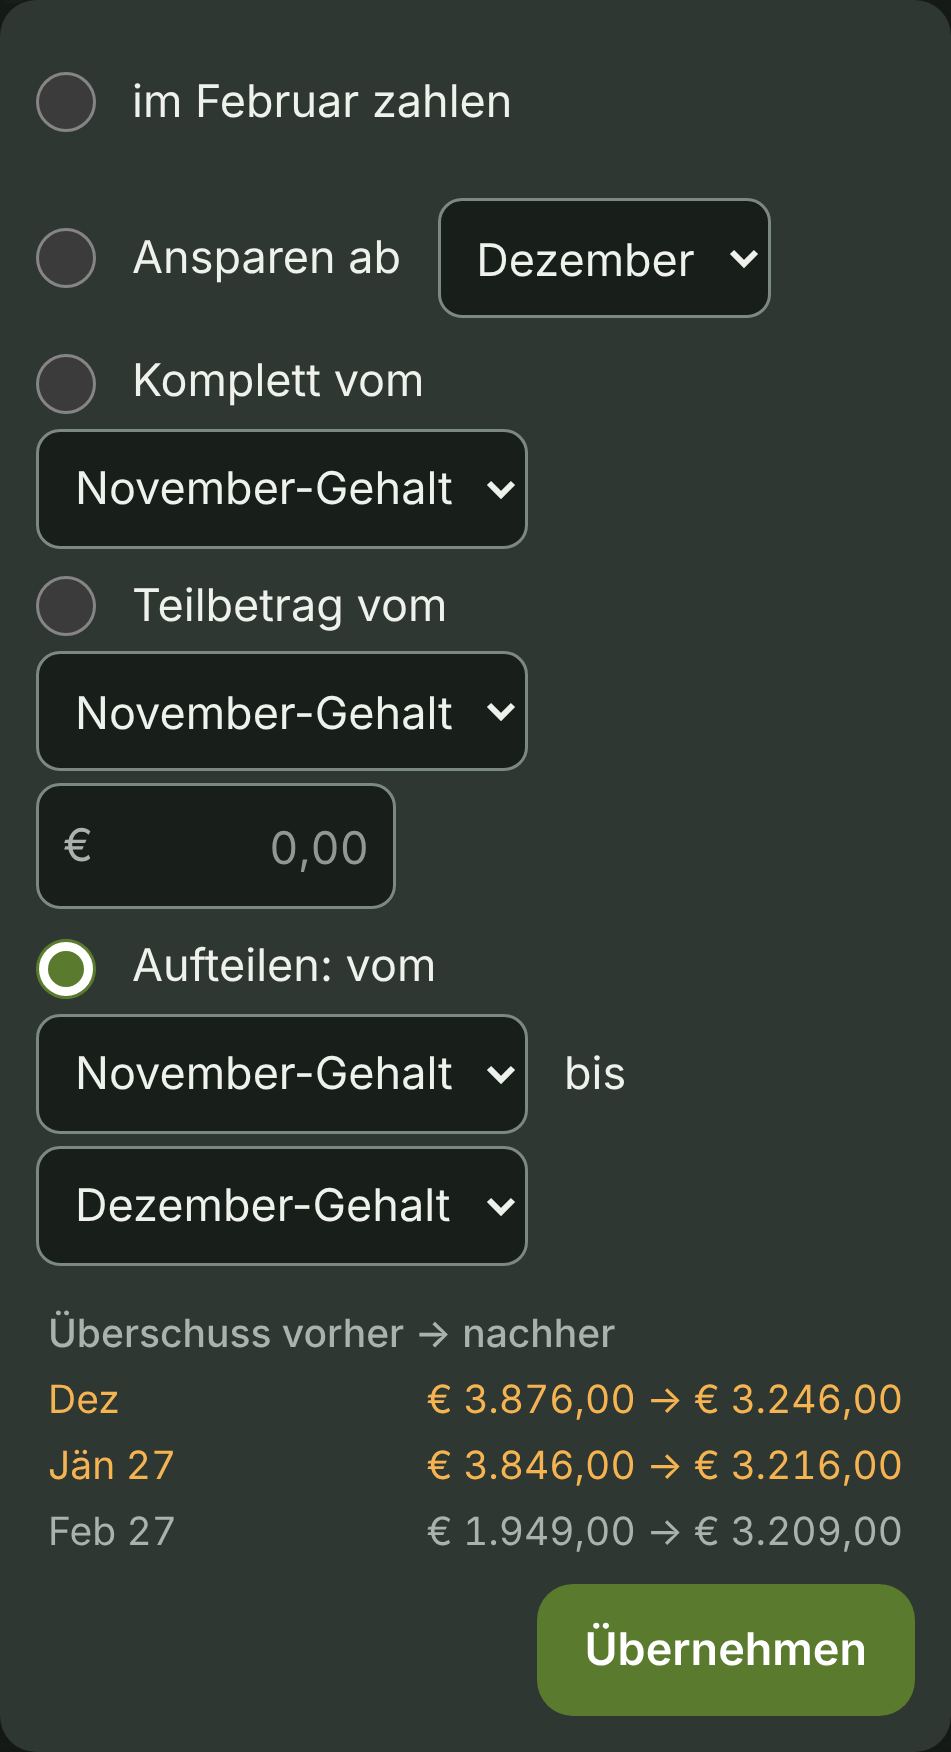 im Februar zahlen
Ansparen ab Dezember
Komplett vom
November-Gehalt
Teilbetrag vom
November-Gehalt
€ 0,00
Aufteilen: vom
November-Gehalt bis
Dezember-Gehalt
Überschuss vorher → nachher
Dez € 3.876,00 → € 3.246,00
Jän 27 € 3.846,00 → € 3.216,00
Feb 27 € 1.949,00 → € 3.209,00
Übernehmen